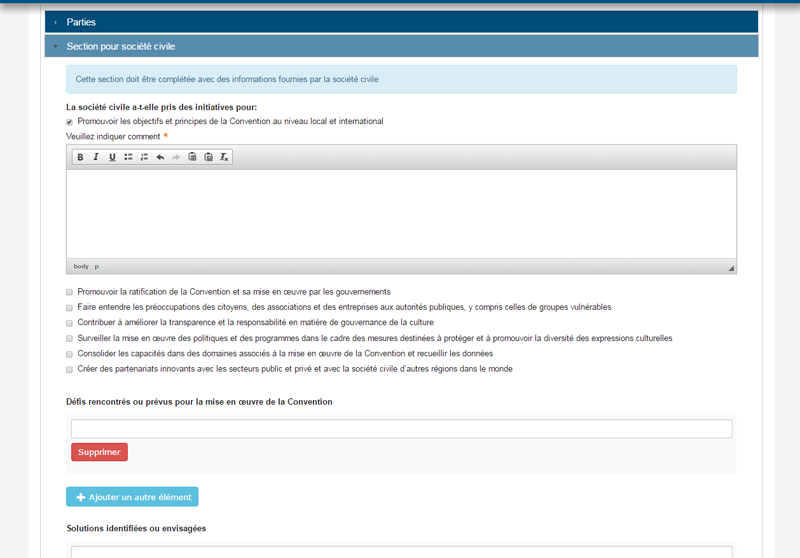 Parties
Section pour société civile
Cette section doit être complétée avec des informations fournies par la société civile
La société civile a-t-elle pris des initiatives pour:
Promouvoir les objectifs et principes de la Convention au niveau local et international
Veuillez indiquer comment *
B I U
body p
Promouvoir la ratification de la Convention et sa mise en œuvre par les gouvernements
Faire entendre les préoccupations des citoyens, des associations et des entreprises aux autorités publiques, y compris celles de groupes vulnérables
Contribuer à améliorer la transparence et la responsabilité en matière de gouvernance de la culture
Surveiller la mise en œuvre des politiques et des programmes dans le cadre des mesures destinées à protéger et à promouvoir la diversité des expressions culturelles
Consolider les capacités dans des domaines associés à la mise en œuvre de la Convention et recueillir les données
Créer des partenariats innovants avec les secteurs public et privé et avec la société civile d'autres régions dans le monde
Défis rencontrés ou prévus pour la mise en œuvre de la Convention
Supprimer
Ajouter un autre élément
Solutions identifiées ou envisagées